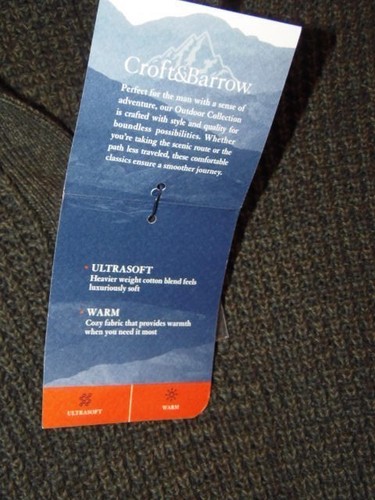 Croft&Barrow
Perfect for the man with a sense of
adventure, our Outdoor Collection
is crafted with style and quality for
boundless possibilities. Whether
you're taking the scenic route or the
path less traveled, these comfortable
classics ensure a smoother journey.
ULTRASOFT
Heavier weight cotton blend feels
luxuriously soft
WARM
Cozy fabric that provides warmth
when you need it most
ULTRASOFT
WARM